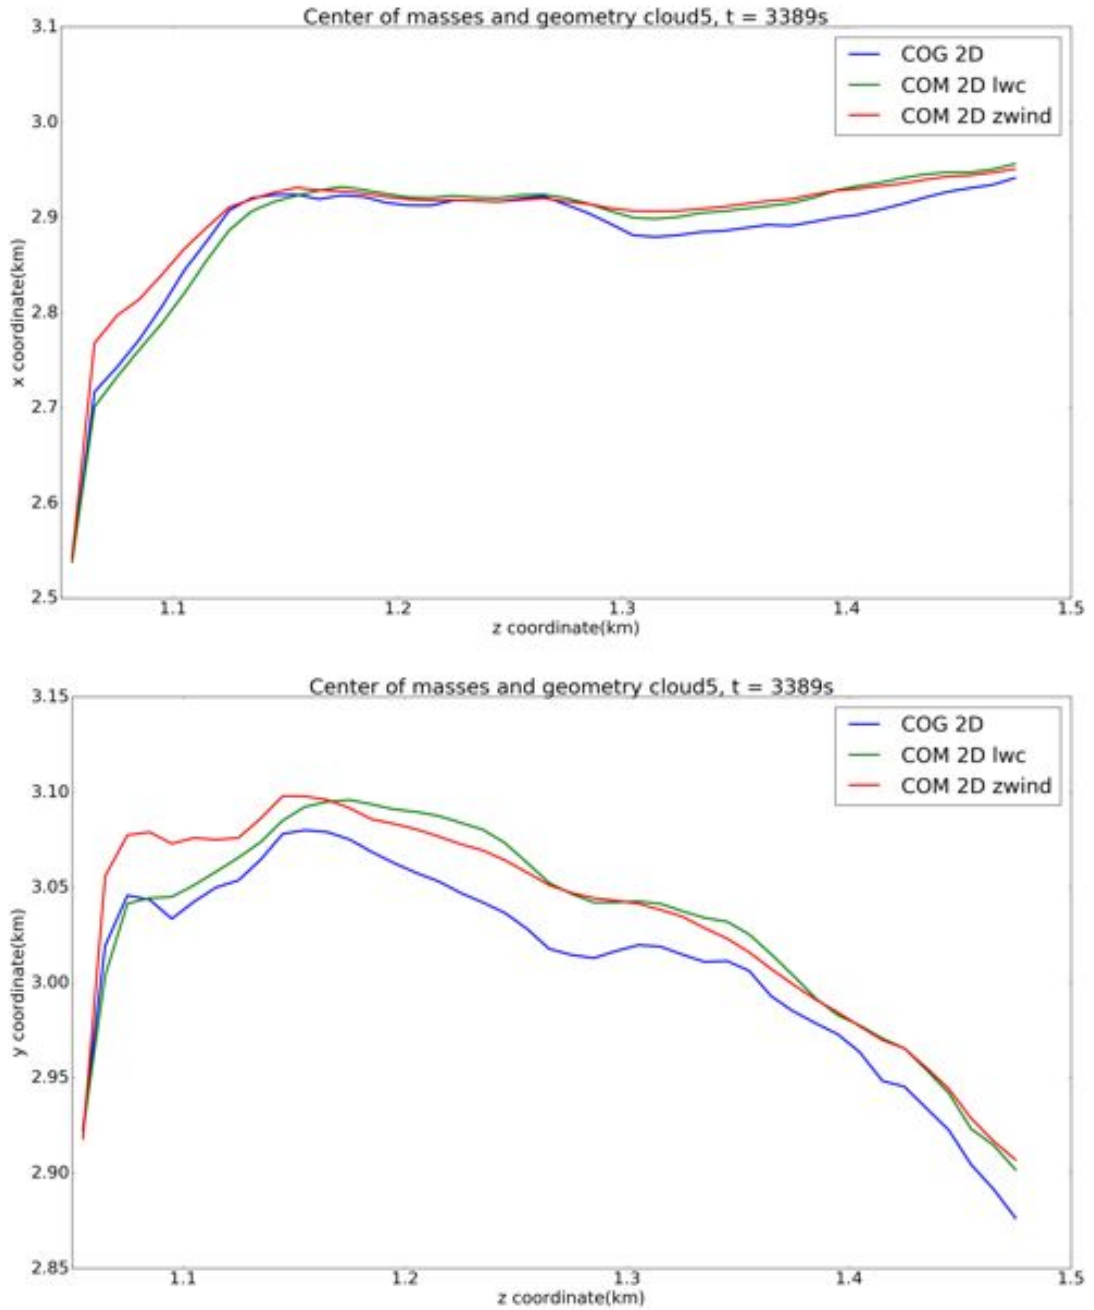 Center of masses and geometry cloud5, t = 3389s
3.1
COG 2D
COM 2D lwc
COM 2D zwind
3.0
2.9
2.8
2.7
2.6
2.5
x coordinate(km)
1.1 1.2 1.3 1.4 1.5
z coordinate(km)
Center of masses and geometry cloud5, t = 3389s
3.15
COG 2D
COM 2D lwc
COM 2D zwind
3.10
3.05
3.00
2.95
2.90
2.85
y coordinate(km)
1.1 1.2 1.3 1.4 1.5
z coordinate(km)